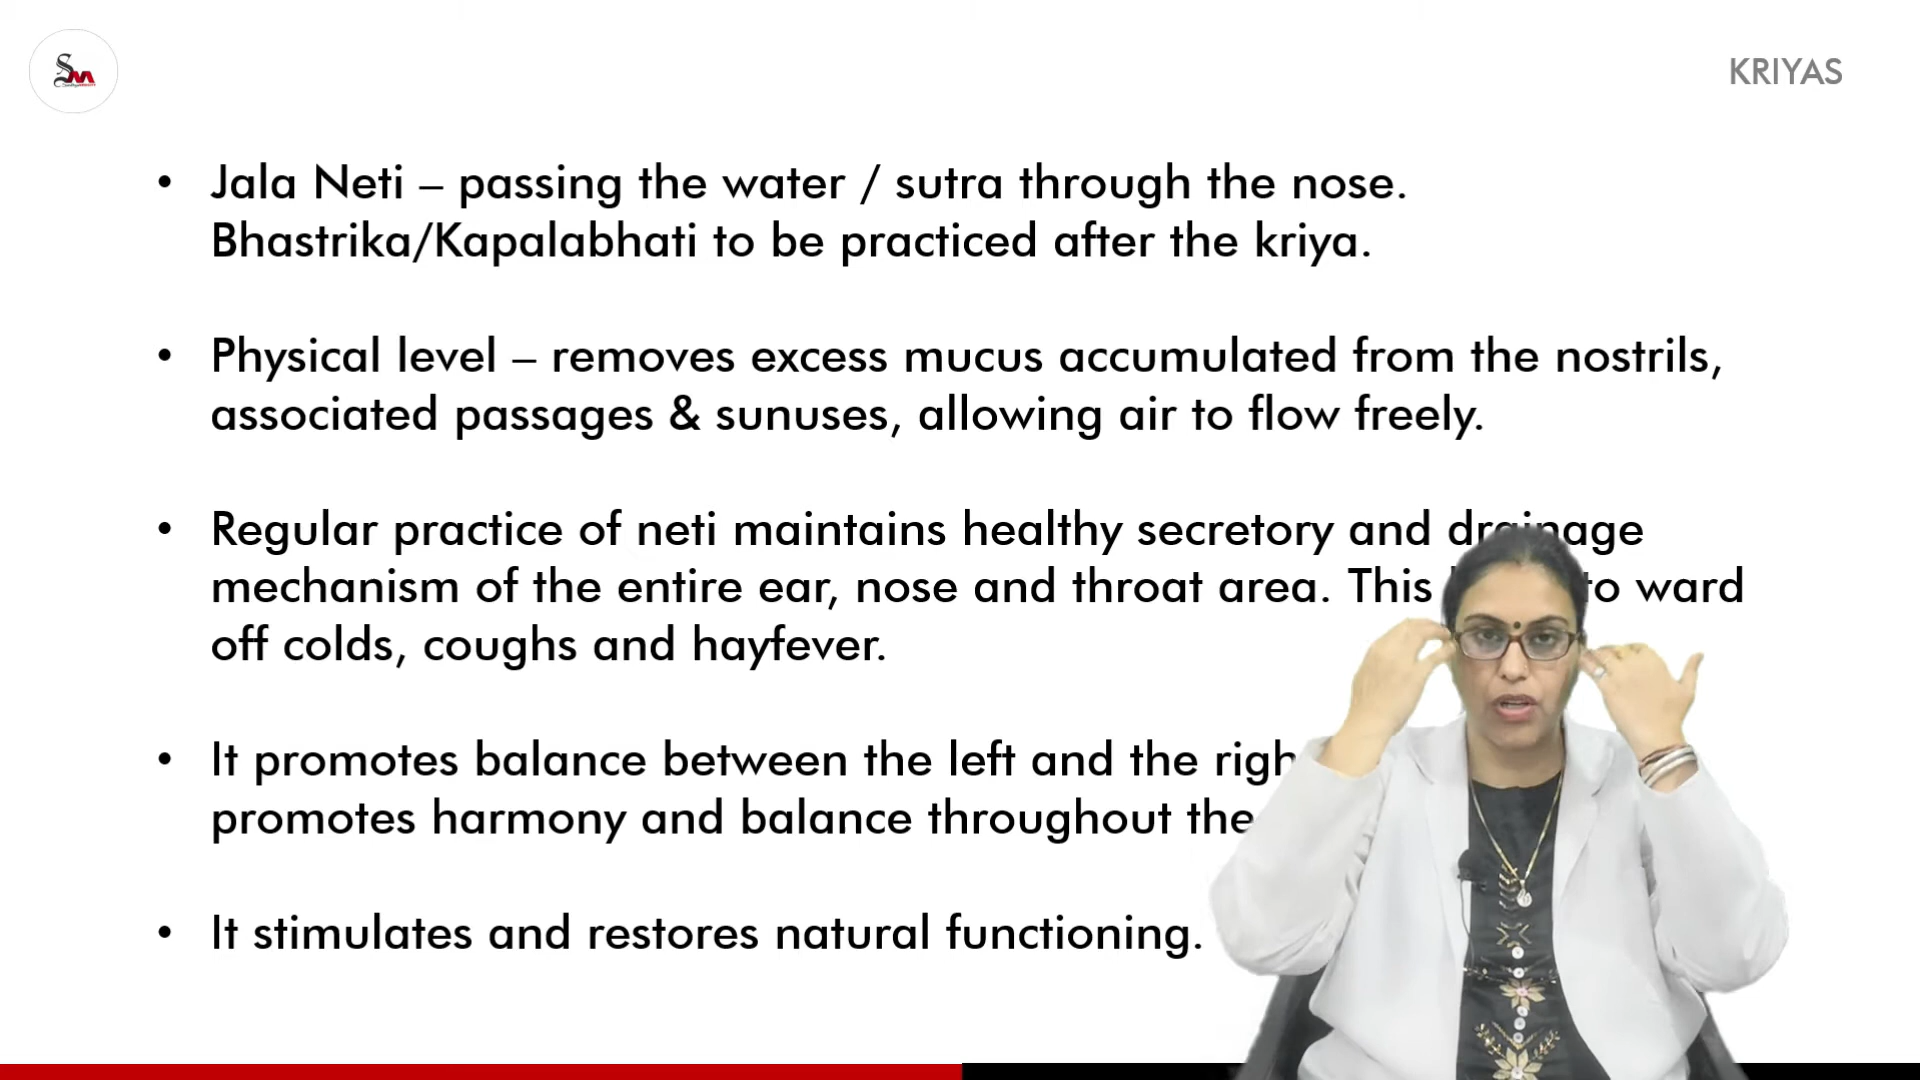 SM
KRIYAS
• Jala Neti – passing the water / sutra through the nose.
Bhastrika/Kapalabhati to be practiced after the kriya.
• Physical level – removes excess mucus accumulated from the nostrils,
associated passages & sunuses, allowing air to flow freely.
• Regular practice of neti maintains healthy secretory and drainage
mechanism of the entire ear, nose and throat area. This to ward
off colds, coughs and hayfever.
• It promotes balance between the left and the
promotes harmony and balance throughout the
• It stimulates and restores natural functioning.